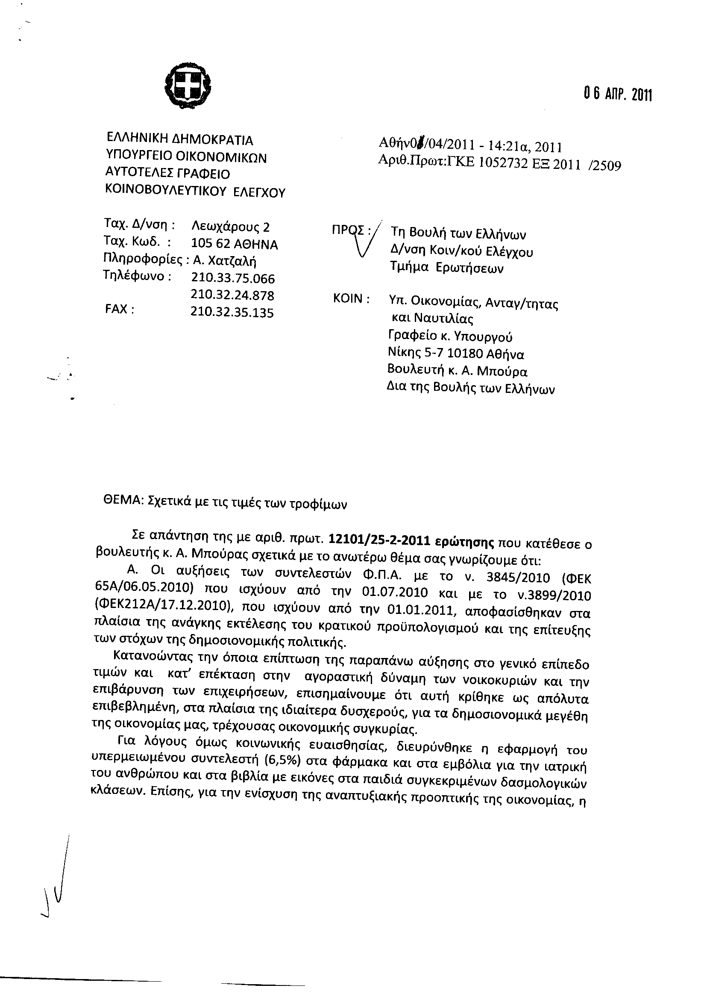 06 ΑΠΡ. 2011
ΕΛΛΗΝΙΚΗ ΔΗΜΟΚΡΑΤΙΑ
ΥΠΟΥΡΓΕΙΟ ΟΙΚΟΝΟΜΙΚΩΝ
ΑΥΤΟΤΕΛΕΣ ΓΡΑΦΕΙΟ
ΚΟΙΝΟΒΟΥΛΕΥΤΙΚΟΥ ΕΛΕΓΧΟΥ
/04/2011 - 14:21α, 2011
Αριθ.Πρωτ:ΓΚΕ 1052732 ΕΞ 2011 /2509
Ταχ. Δ/νση : Λεωχάρους 2
Ταχ. Κωδ. : 105 62 ΑΘΗΝΑ
Πληροφορίες : Α. Χατζαλή
Τηλέφωνο : 210.33.75.066
210.32.24.878
FAX : 210.32.35.135
ΠΡΟΣ : Τη Βουλή των Ελλήνων
Δ/νση Κοιν/κού Ελέγχου
Τμήμα Ερωτήσεων
ΚΟΙΝ : Υπ. Οικονομίας, Ανταγ/τητας
και Ναυτιλίας
Γραφείο κ. Υπουργού
Νίκης 5-7 10180 Αθήνα
Βουλευτή κ. Α. Μπούρα
Δια της Βουλής των Ελλήνων
ΘΕΜΑ: Σχετικά με τις τιμές των τροφίμων
Σε απάντηση της με αριθ. πρωτ. 12101/25-2-2011 ερώτησης που κατέθεσε ο
βουλευτής κ. Α. Μπούρας σχετικά με το ανωτέρω θέμα σας γνωρίζουμε ότι:
Α. Οι αυξήσεις των συντελεστών Φ.Π.Α. με το ν. 3845/2010 (ΦΕΚ
65Α/06.05.2010) που ισχύουν από την 01.07.2010 και με το ν.3899/2010
(ΦΕΚ212Α/17.12.2010), που ισχύουν από την 01.01.2011, αποφασίσθηκαν στα
πλαίσια της ανάγκης εκτέλεσης του κρατικού προϋπολογισμού και της επίτευξης
των στόχων της δημοσιονομικής πολιτικής.
Κατανοώντας την όποια επίπτωση της παραπάνω αύξησης στο γενικό επίπεδο
τιμών και κατ' επέκταση στην αγοραστική δύναμη των νοικοκυριών και την
επιβάρυνση των επιχειρήσεων, επισημαίνουμε ότι αυτή κρίθηκε ως απόλυτα
επιβεβλημένη, στα πλαίσια της ιδιαίτερα δυσχερούς, για τα δημοσιονομικά μεγέθη
της οικονομίας μας, τρέχουσας οικονομικής συγκυρίας.
Για λόγους όμως κοινωνικής ευαισθησίας, διευρύνθηκε η εφαρμογή του
υπερμειωμένου συντελεστή (6,5%) στα φάρμακα και στα εμβόλια για την ιατρική
του ανθρώπου και στα βιβλία με εικόνες στα παιδιά συγκεκριμένων δασμολογικών
κλάσεων. Επίσης, για την ενίσχυση της αναπτυξιακής προοπτικής της οικονομίας, η